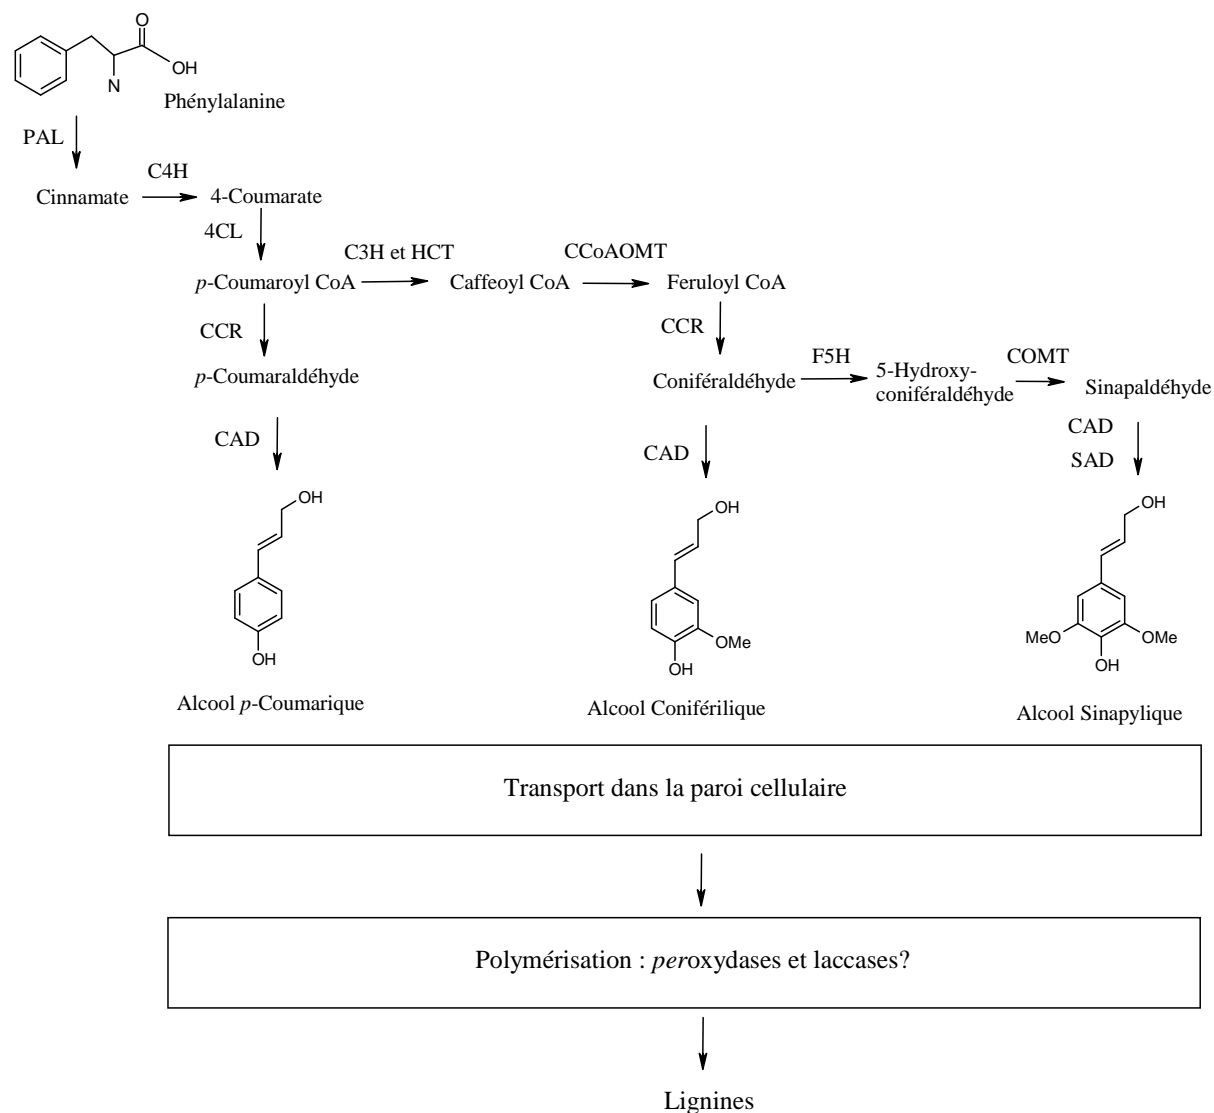 O
OH
N
Phénylalanine
PAL
C4H
Cinnamate
4-Coumarate
4CL
C3H et HCT
CCoAOMT
p-Coumaroyl CoA
Caffeoyl CoA
Feruloyl CoA
CCR
CCR
F5H
COMT
p-Coumaraldéhyde
Coniféraldéhyde
5-Hydroxy-
coniféraldéhyde
Sinapaldéhyde
CAD
CAD
CAD
SAD
OH
OH
OH
OMe
MeO
OMe
OH
OH
OH
Alcool p-Coumarique
Alcool Coniférilique
Alcool Sinapylique
Transport dans la paroi cellulaire
Polymérisation : peroxydases et laccases?
Lignines